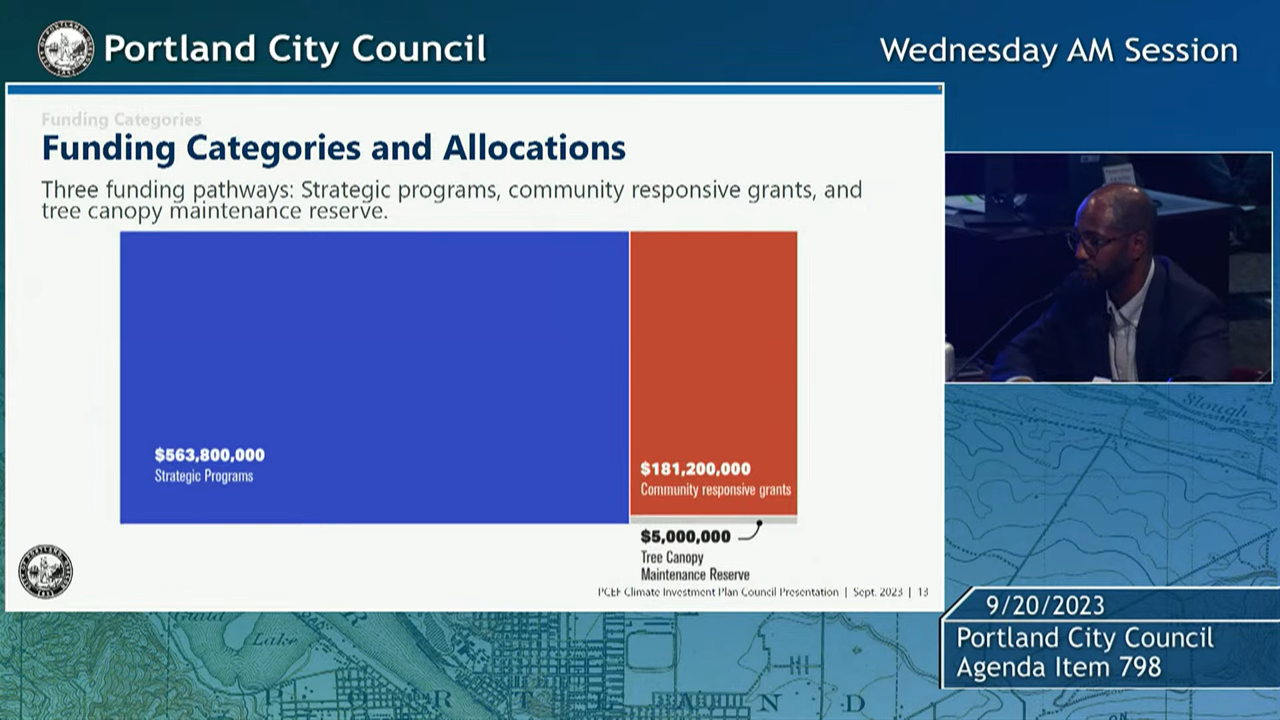 Portland City Council
Wednesday AM Session
Funding Categories
Funding Categories and Allocations
Three funding pathways: Strategic programs, community responsive grants, and
tree canopy maintenance reserve.
$563,800,000
Strategic Programs
$181,200,000
Community responsive grants
$5,000,000
Tree Canopy
Maintenance Reserve
PCEF Climate Investment Plan Council Presentation | Sept. 2023 | 13
Slough
Guild
Lake
9/20/2023
Portland City Council
Agenda Item 798